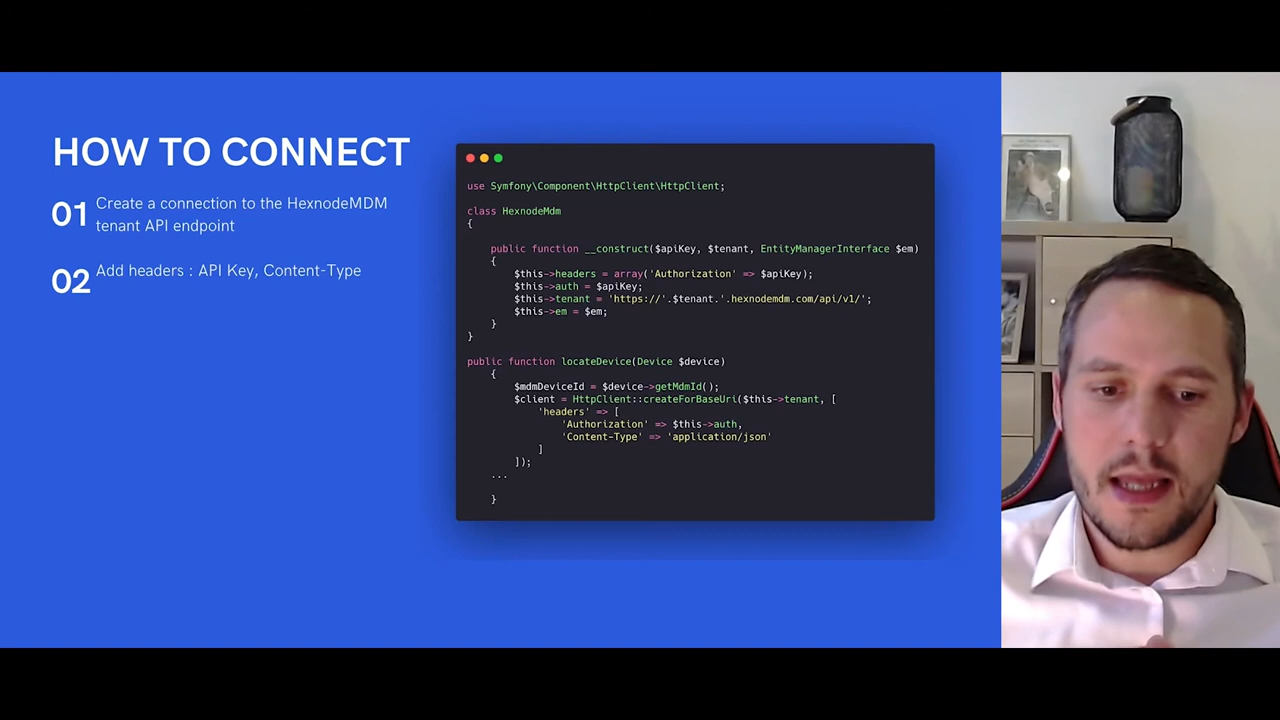 HOW TO CONNECT
01 Create a connection to the HexnodeMDM
tenant API endpoint
02 Add headers : API Key, Content-Type
use Symfony\Component\HttpClient\HttpClient;
class HexnodeMdm
{
public function __construct($apiKey, $tenant, EntityManagerInterface $em)
{
$this->headers = array('Authorization' => $apiKey);
$this->auth = $apiKey;
$this->tenant = 'https://'.$tenant.'.hexnodemdm.com/api/v1/';
$this->em = $em;
}
}
public function locateDevice(Device $device)
{
$mdmDeviceId = $device->getMdmId();
$client = HttpClient::createForBaseUri($this->tenant, [
'headers' => [
'Authorization' => $this->auth,
'Content-Type' => 'application/json'
]
]);
...
}